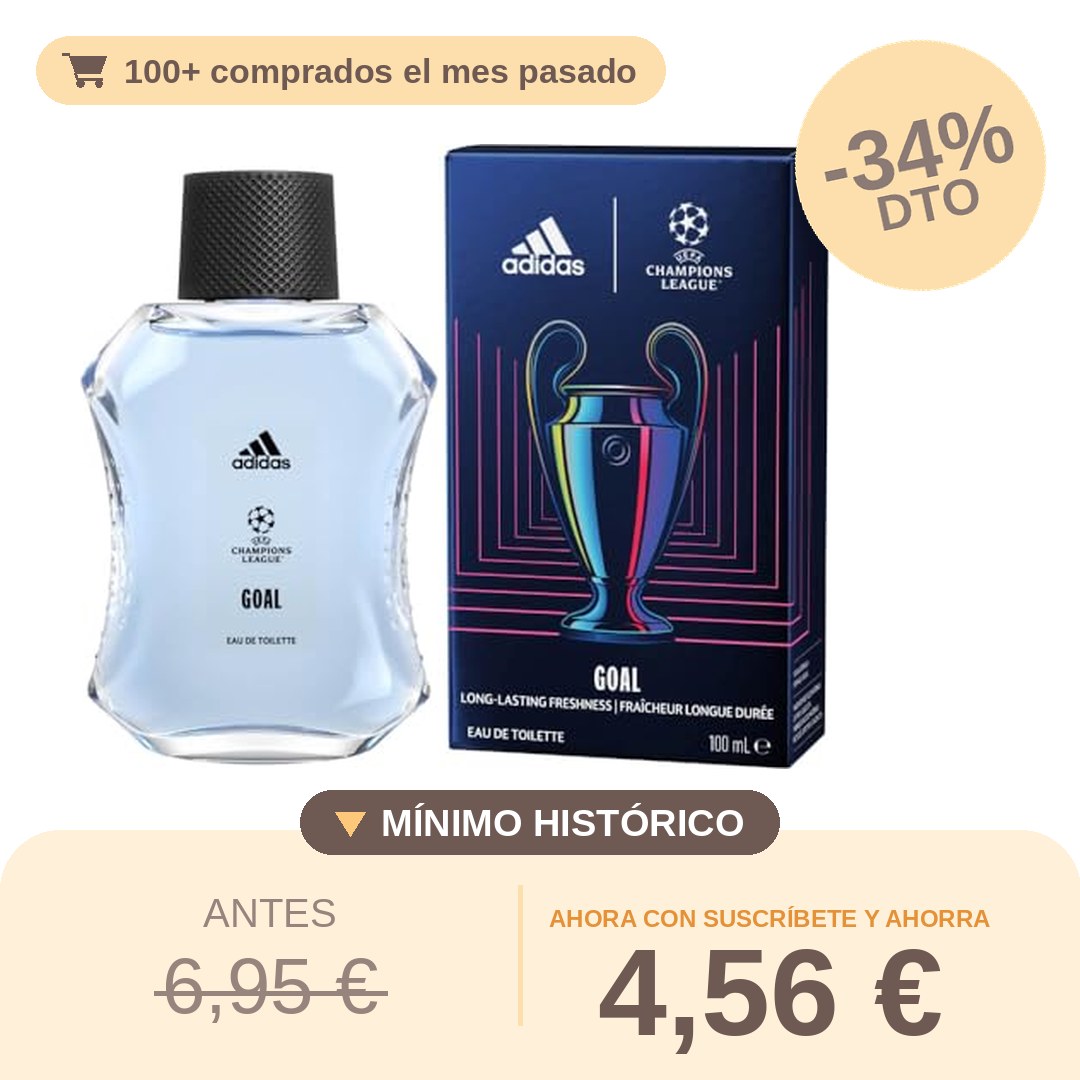 100+ comprados el mes pasado
-34%
DTO
adidas
UEFA
CHAMPIONS
LEAGUE
GOAL
LONG-LASTING FRESHNESS | FRAÎCHEUR LONGUE DURÉE
EAU DE TOILETTE
100 mL ℮
adidas
UEFA
CHAMPIONS
LEAGUE
GOAL
EAU DE TOILETTE
MÍNIMO HISTÓRICO
ANTES
6,95 €
AHORA CON SUSCRÍBETE Y AHORRA
4,56 €